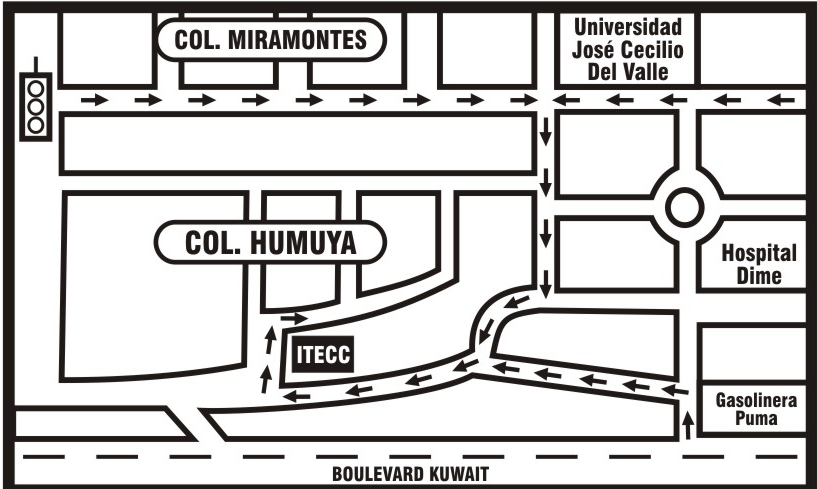 COL. MIRAMONTES
Universidad
José Cecilio
Del Valle
COL. HUMUYA
Hospital
Dime
ITECC
Gasolinera
Puma
BOULEVARD KUWAIT